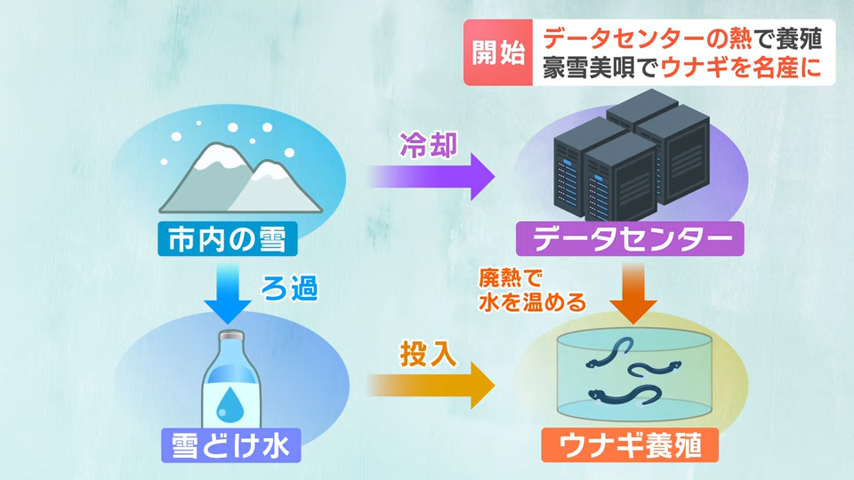 開始
データセンターの熱で養殖
豪雪美唄でウナギを名産に
冷却
市内の雪
データセンター
ろ過
廃熱で
水を温める
投入
雪どけ水
ウナギ養殖